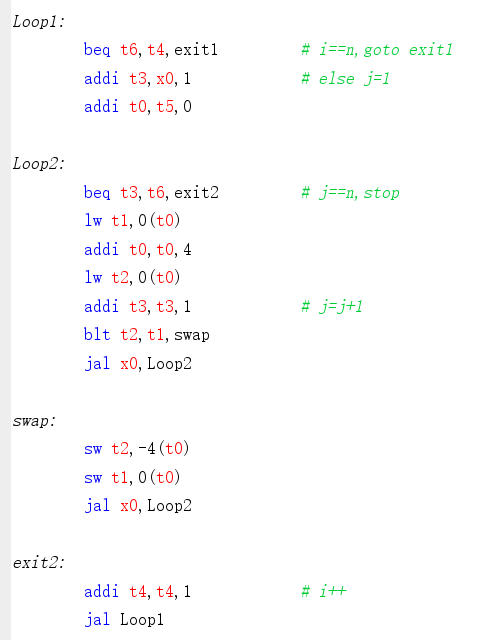 Loop1:
beq t6,t4,exit1 # i==n,goto exit1
addi t3,x0,1 # else j=1
addi t0,t5,0
Loop2:
beq t3,t6,exit2 # j==n,stop
lw t1,0(t0)
addi t0,t0,4
lw t2,0(t0)
addi t3,t3,1 # j=j+1
blt t2,t1,swap
jal x0,Loop2
swap:
sw t2,-4(t0)
sw t1,0(t0)
jal x0,Loop2
exit2:
addi t4,t4,1 # i++
jal Loop1